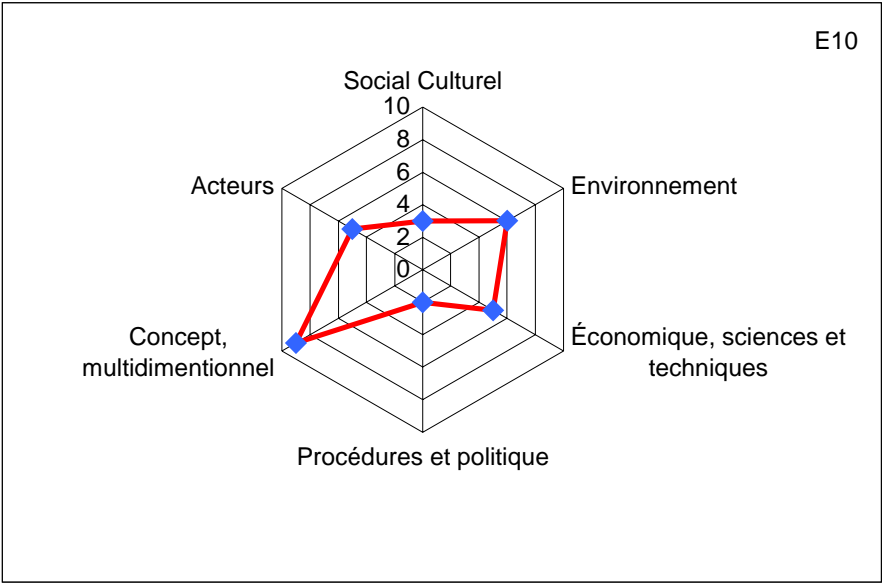 E10
Social Culturel
10
8
6
4
2
0
Acteurs
Environnement
Concept,
multidimentionnel
Économique, sciences et
techniques
Procédures et politique